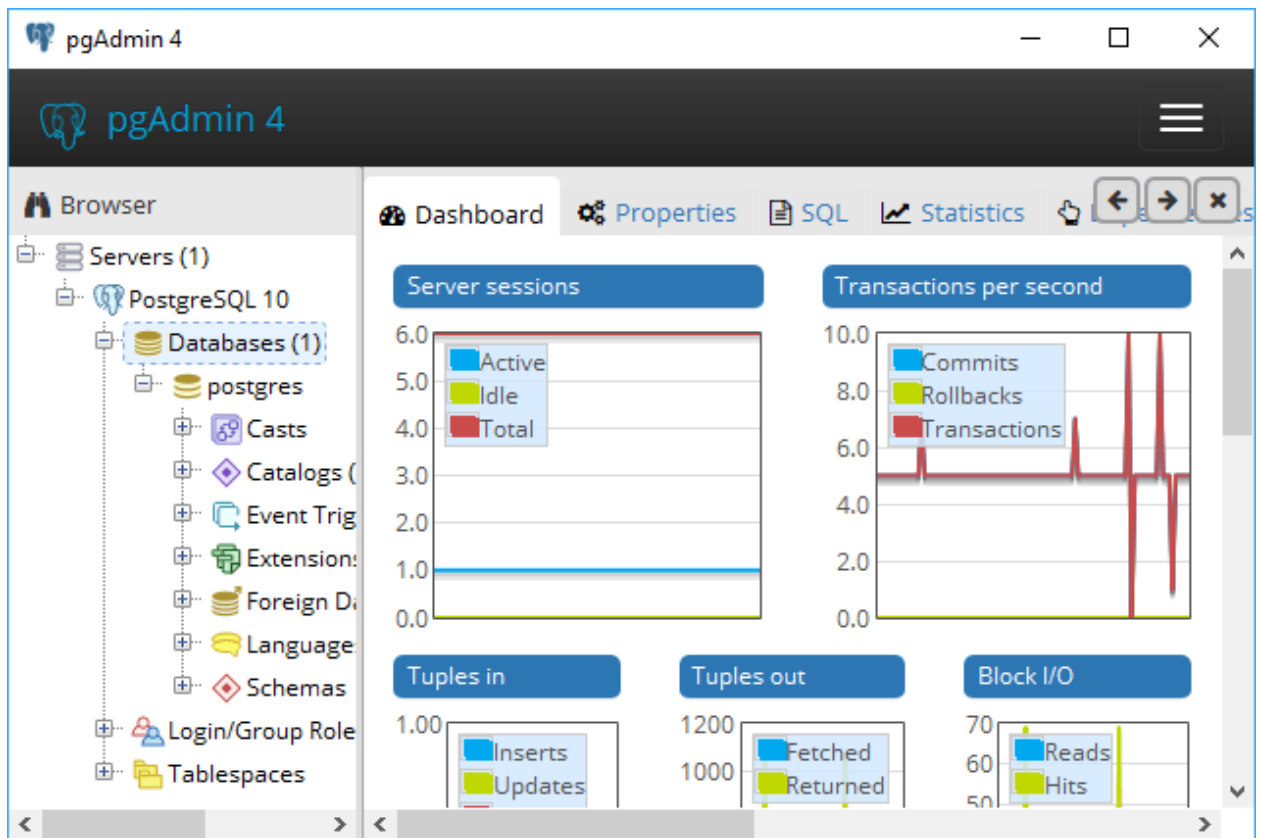 pgAdmin 4
pgAdmin 4
Browser
Servers (1)
PostgreSQL 10
Databases (1)
postgres
Casts
Catalogs (
Event Trig
Extensions
Foreign Da
Language
Schemas
Login/Group Role
Tablespaces
Dashboard
Properties
SQL
Statistics
Server sessions
6.0
5.0
4.0
3.0
2.0
1.0
0.0
Active
Idle
Total
Transactions per second
10.0
8.0
6.0
4.0
2.0
0.0
Commits
Rollbacks
Transactions
Tuples in
1.00
Inserts
Updates
Tuples out
1200
1000
Fetched
Returned
Block I/O
70
60
50
Reads
Hits